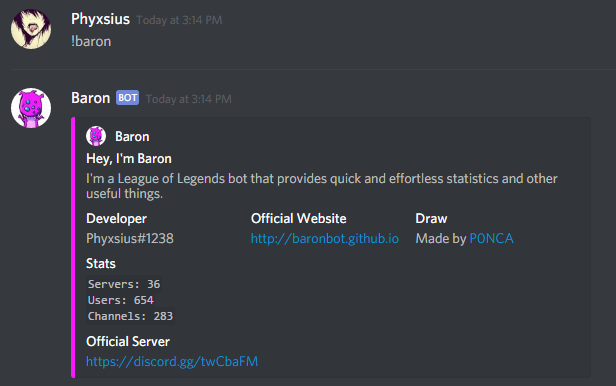 Phyxsius Today at 3:14 PM
!baron
Baron BOT Today at 3:14 PM
Baron
Hey, I'm Baron
I'm a League of Legends bot that provides quick and effortless statistics and other
useful things.
Developer Official Website Draw
Phyxsius#1238 http://baronbot.github.io Made by P0NCA
Stats
Servers: 36
Users: 654
Channels: 283
Official Server
https://discord.gg/twCbaFM